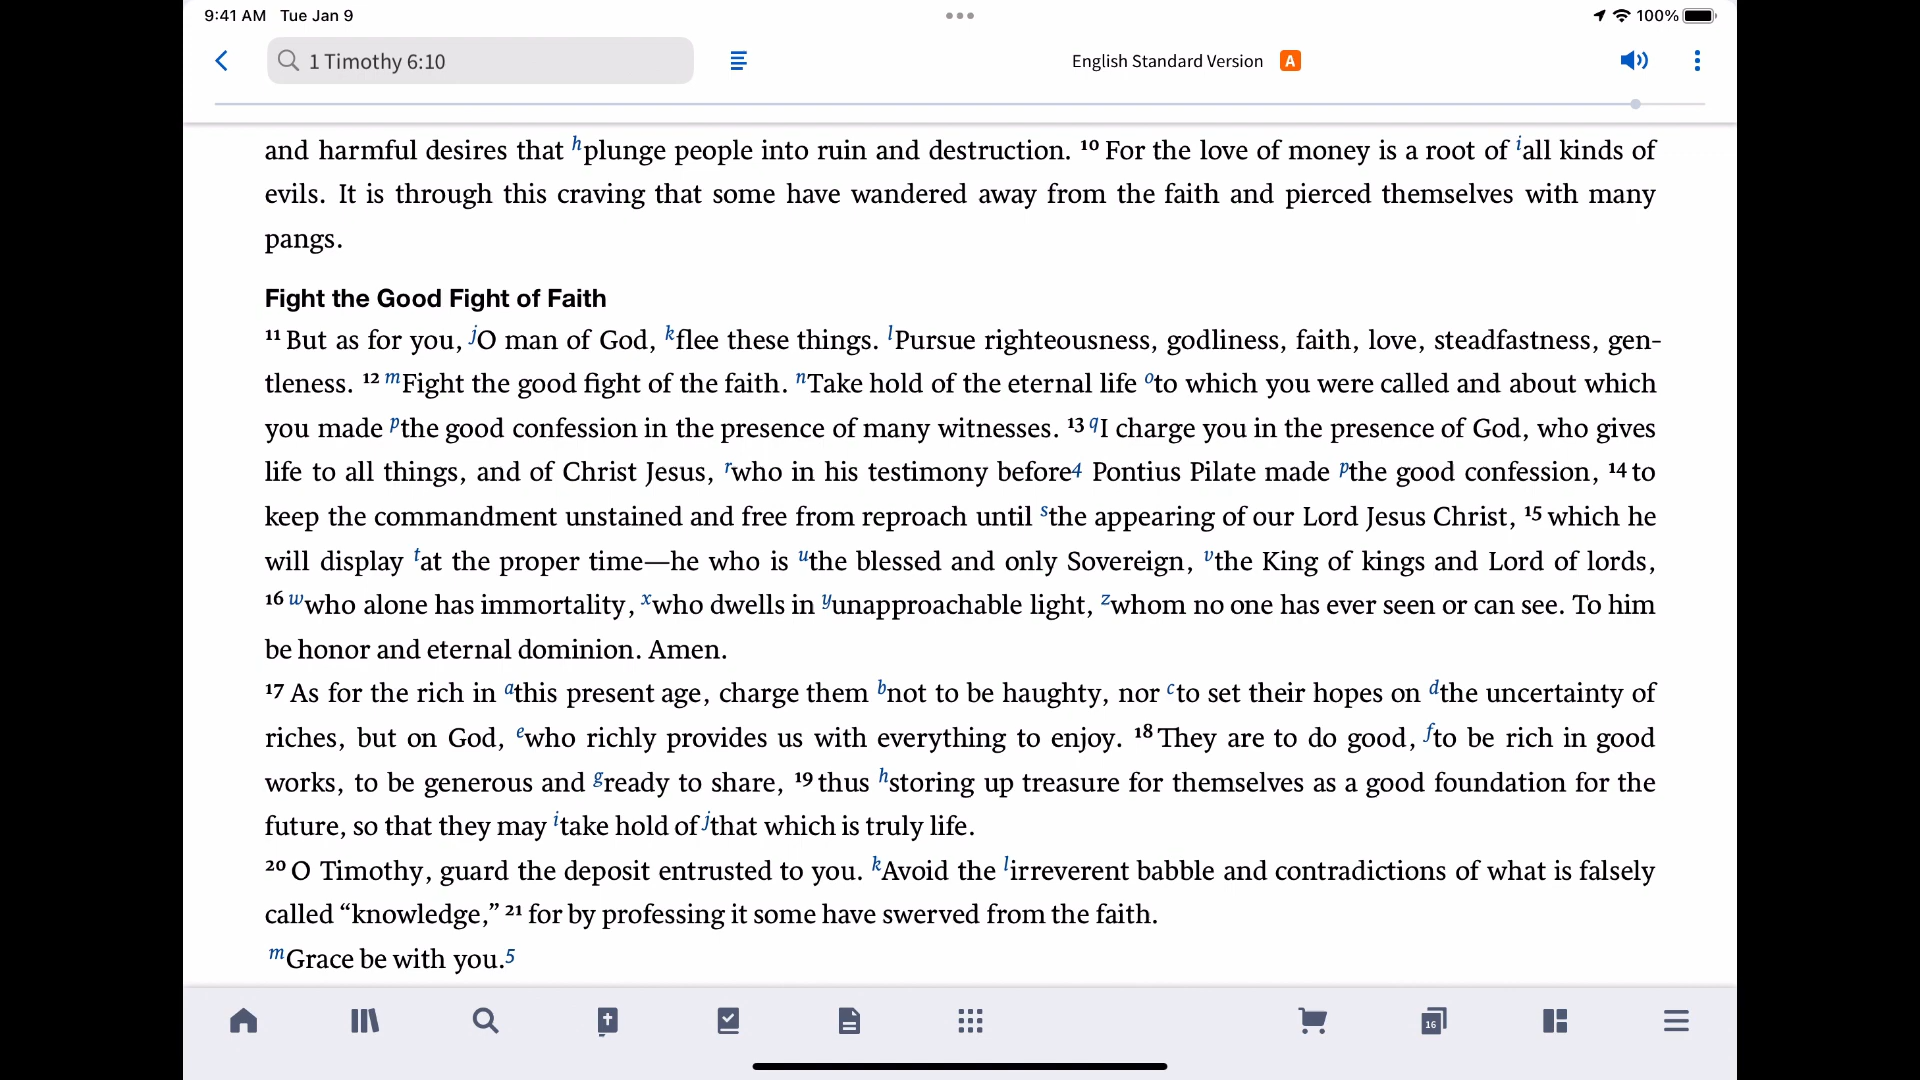 9:41 AM Tue Jan 9
100%
1 Timothy 6:10
English Standard Version A
and harmful desires that hplunge people into ruin and destruction. 10 For the love of money is a root of iall kinds of
evils. It is through this craving that some have wandered away from the faith and pierced themselves with many
pangs.
Fight the Good Fight of Faith
11 But as for you, jO man of God, kflee these things. lPursue righteousness, godliness, faith, love, steadfastness, gen-
tleness. 12 mFight the good fight of the faith. nTake hold of the eternal life oto which you were called and about which
you made pthe good confession in the presence of many witnesses. 13 qI charge you in the presence of God, who gives
life to all things, and of Christ Jesus, rwho in his testimony before4 Pontius Pilate made pthe good confession, 14 to
keep the commandment unstained and free from reproach until sthe appearing of our Lord Jesus Christ, 15 which he
will display tat the proper time—he who is uthe blessed and only Sovereign, vthe King of kings and Lord of lords,
16 wwho alone has immortality, xwho dwells in yunapproachable light, zwhom no one has ever seen or can see. To him
be honor and eternal dominion. Amen.
17 As for the rich in athis present age, charge them bnot to be haughty, nor cto set their hopes on dthe uncertainty of
riches, but on God, ewho richly provides us with everything to enjoy. 18 They are to do good, fto be rich in good
works, to be generous and gready to share, 19 thus hstoring up treasure for themselves as a good foundation for the
future, so that they may itake hold of jthat which is truly life.
20 O Timothy, guard the deposit entrusted to you. kAvoid the lirreverent babble and contradictions of what is falsely
called “knowledge,” 21 for by professing it some have swerved from the faith.
mGrace be with you.5
16